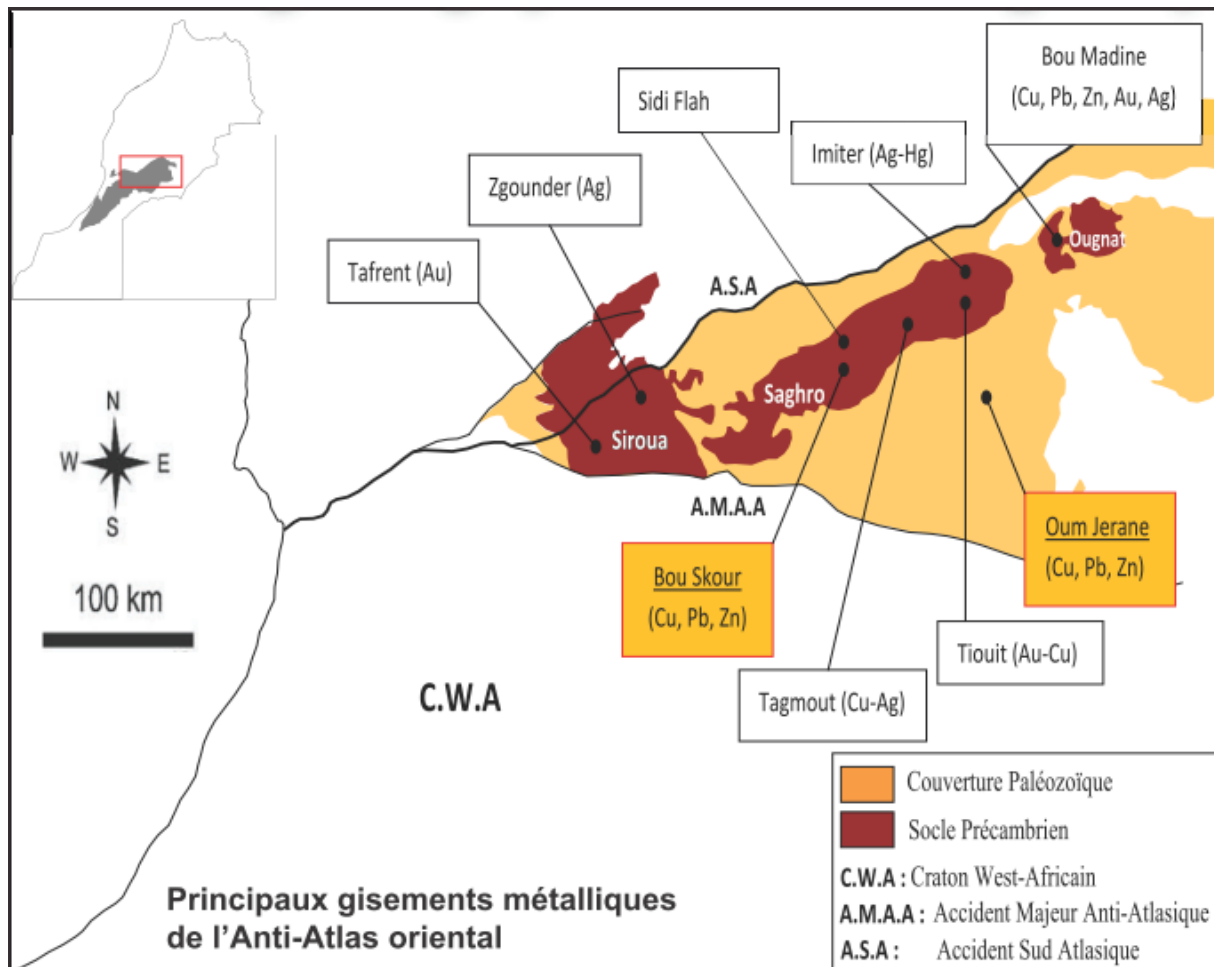 Bou Madine
(Cu, Pb, Zn, Au, Ag)
Sidi Flah
Imiter (Ag-Hg)
Zgounder (Ag)
Tafrent (Au)
Ougnat
A.S.A
Saghro
Siroua
N
W
E
S
A.M.A.A
Oum Jerane
(Cu, Pb, Zn)
Bou Skour
(Cu, Pb, Zn)
100 km
Tiouit (Au-Cu)
Tagmout (Cu-Ag)
C.W.A
Couverture Paléozoïque
Socle Précambrien
C.W.A : Craton West-Africain
A.M.A.A : Accident Majeur Anti-Atlasique
A.S.A : Accident Sud Atlasique
Principaux gisements métalliques
de l'Anti-Atlas oriental